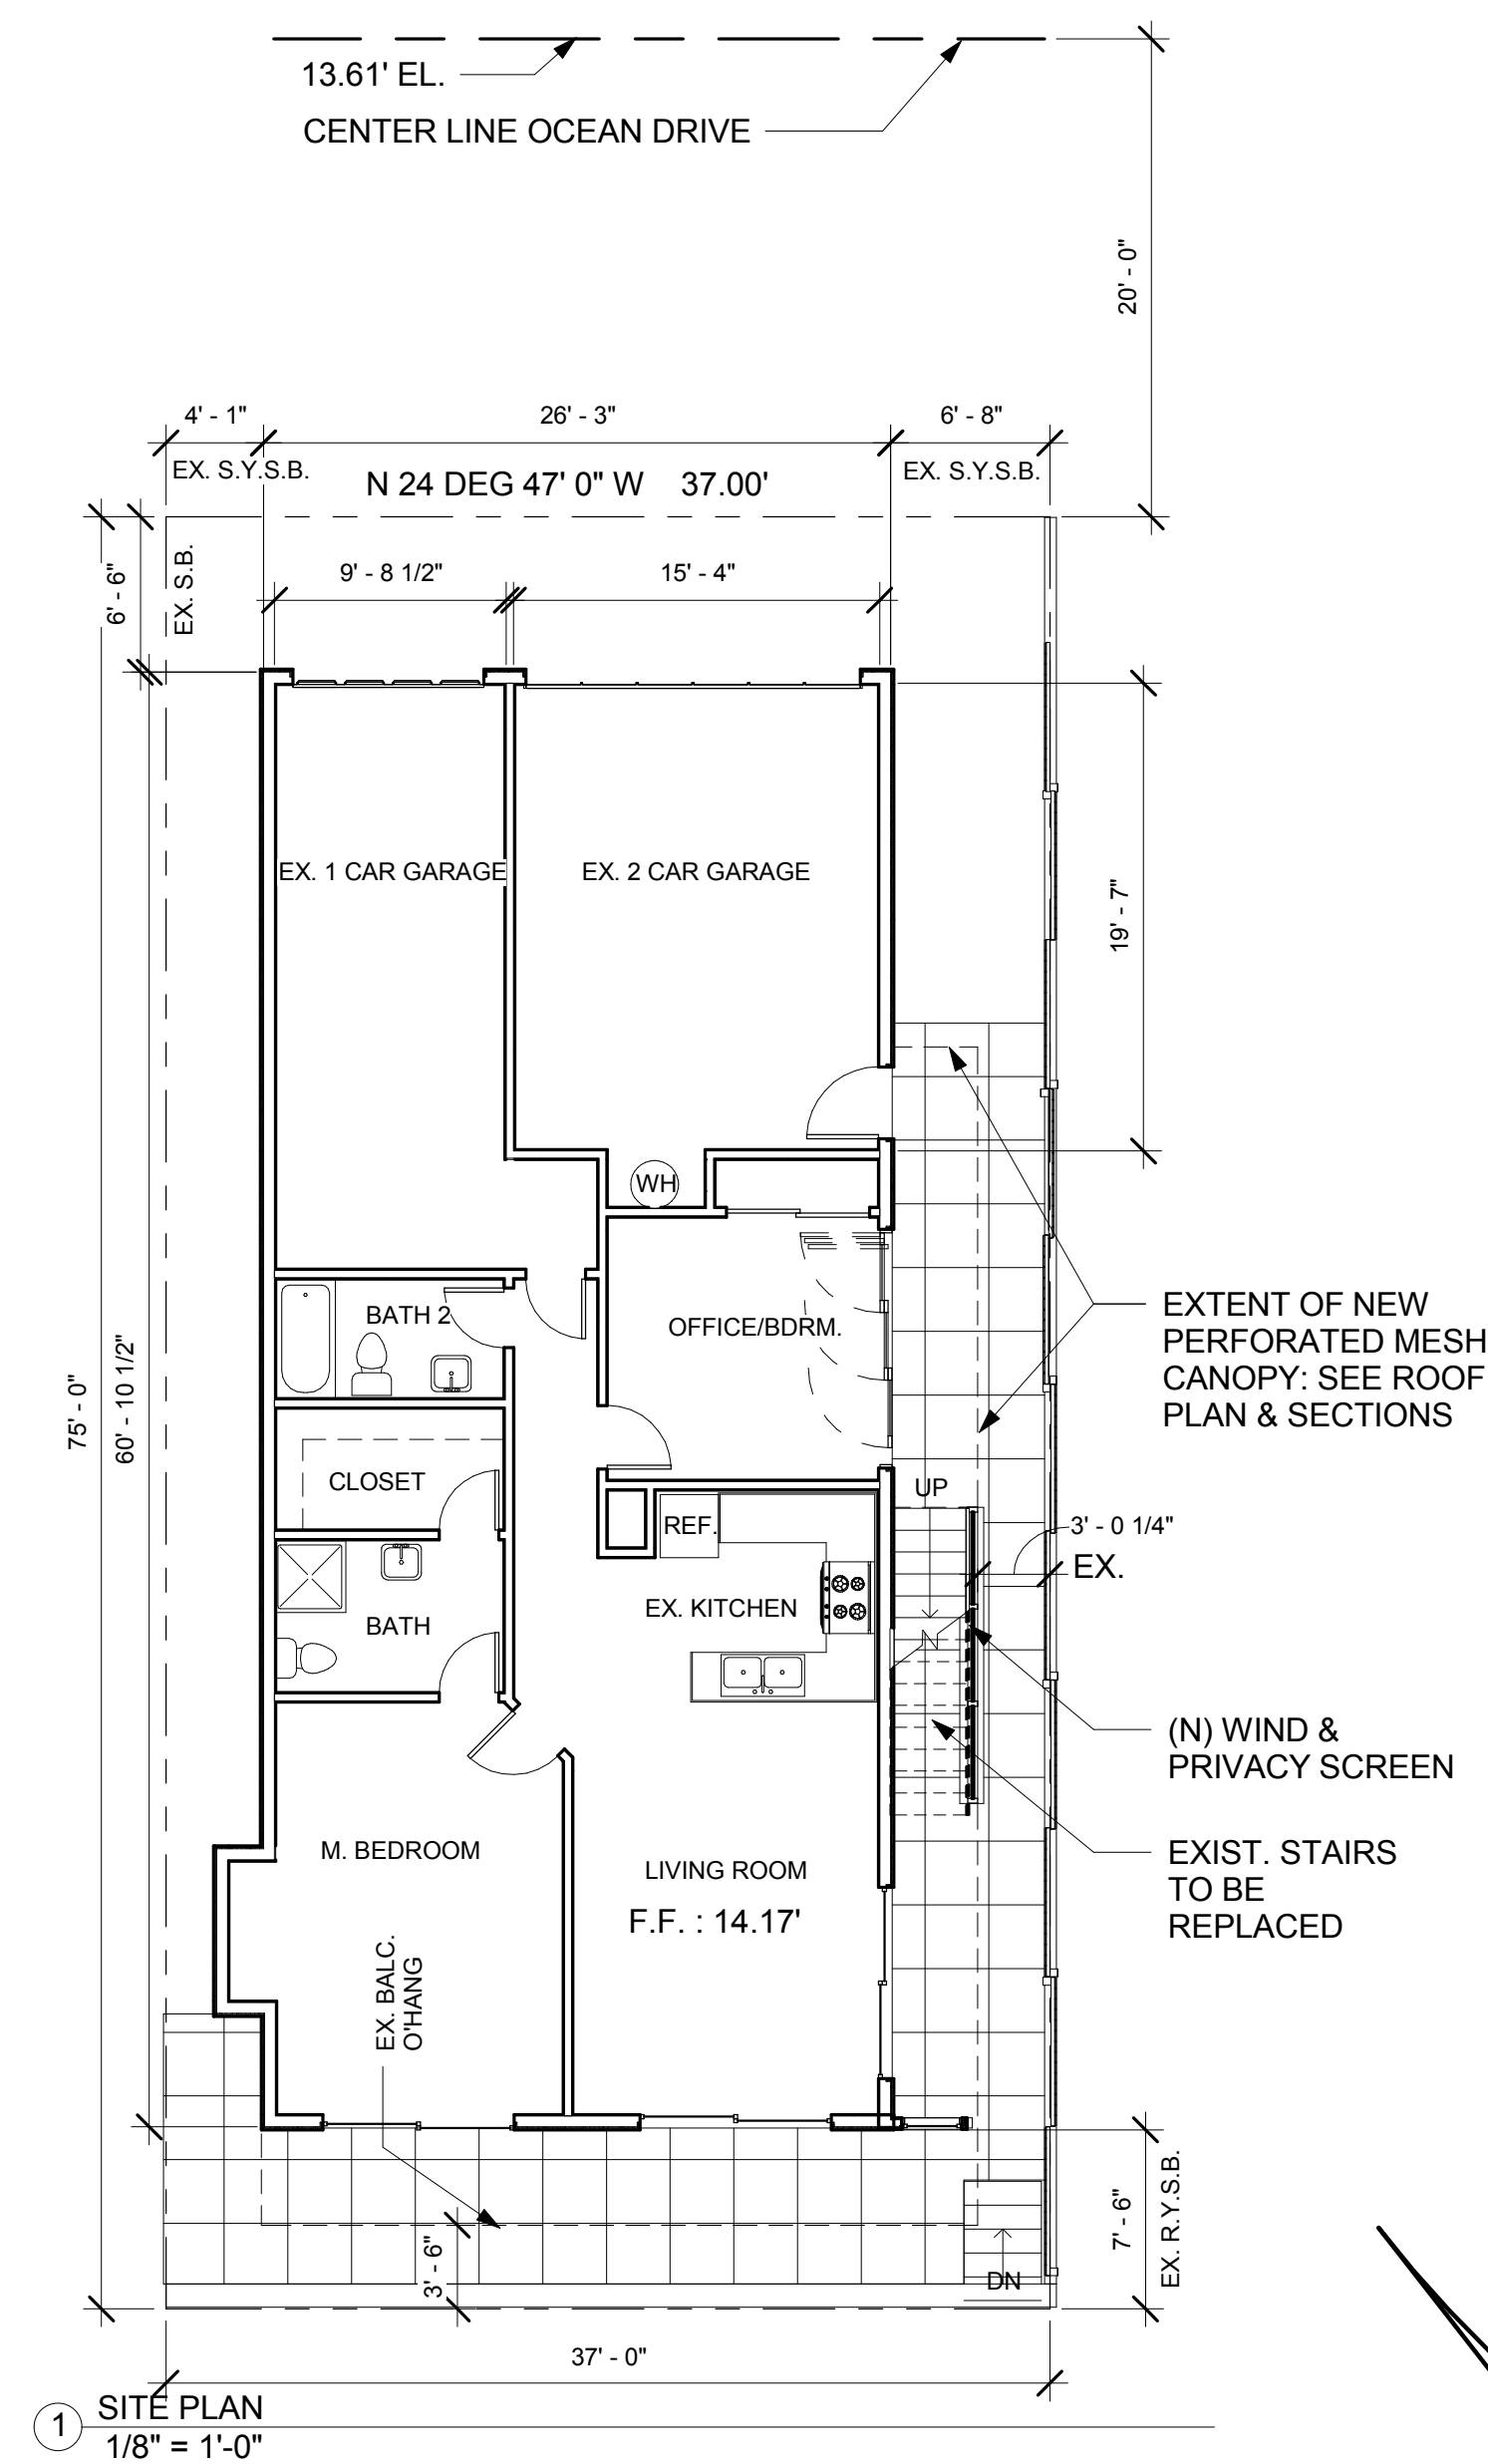 13.61' EL.
CENTER LINE OCEAN DRIVE
20' - 0"
4' - 1"
26' - 3"
6' - 8"
EX. S.Y.S.B.
N 24 DEG 47' 0" W 37.00'
EX. S.Y.S.B.
6' - 6"
EX. S.B.
9' - 8 1/2"
15' - 4"
EX. 1 CAR GARAGE
EX. 2 CAR GARAGE
19' - 7"
WH
BATH 2
OFFICE/BDRM.
EXTENT OF NEW
PERFORATED MESH
CANOPY: SEE ROOF
PLAN & SECTIONS
75' - 0"
60' - 10 1/2"
CLOSET
UP
REF.
3' - 0 1/4"
EX.
EX. KITCHEN
BATH
(N) WIND &
PRIVACY SCREEN
M. BEDROOM
LIVING ROOM
F.F. : 14.17'
EXIST. STAIRS
TO BE
REPLACED
EX. BALC.
O'HANG
3' - 6"
DN
7' - 6"
EX. R.Y.S.B.
37' - 0"
1
SITE PLAN
1/8" = 1'-0"